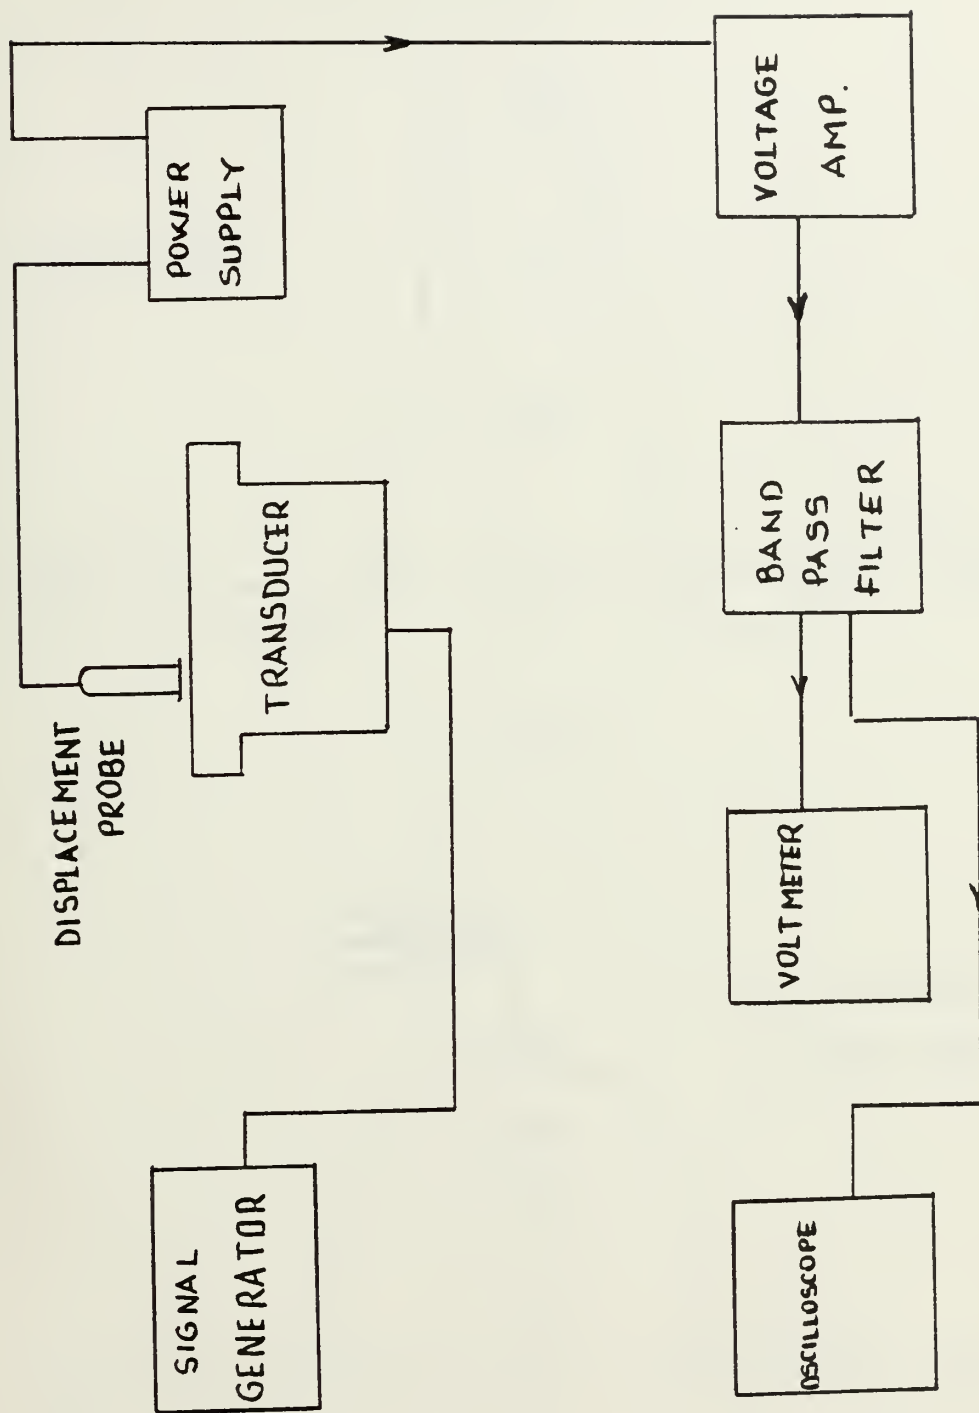 DISPLACEMENT
PROBE
POWER
SUPPLY
SIGNAL
GENERATOR
TRANSDUCER
OSCILLOSCOPE
VOLTMETER
BAND
PASS
FILTER
VOLTAGE
AMP.